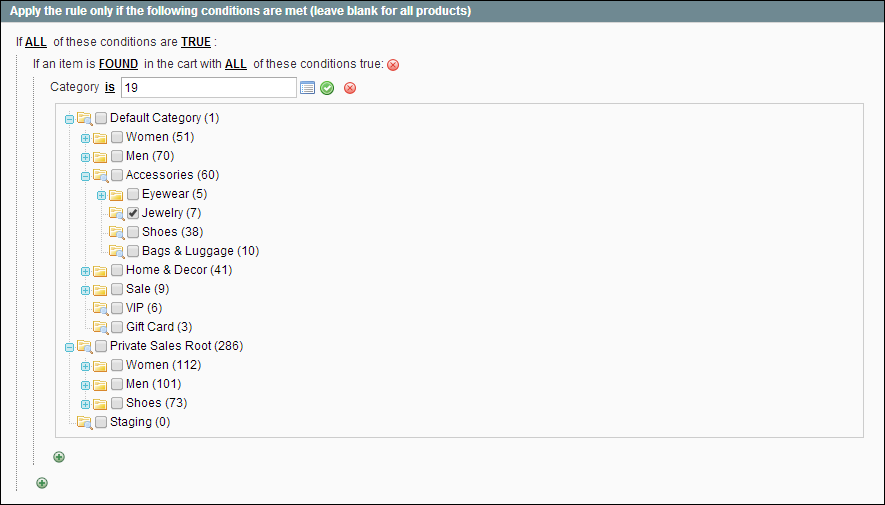 Apply the rule only if the following conditions are met (leave blank for all products)
If ALL of these conditions are TRUE :
If an item is FOUND in the cart with ALL of these conditions true:
Category is 19
Default Category (1)
Women (51)
Men (70)
Accessories (60)
Eyewear (5)
Jewelry (7)
Shoes (38)
Bags & Luggage (10)
Home & Decor (41)
Sale (9)
VIP (6)
Gift Card (3)
Private Sales Root (286)
Women (112)
Men (101)
Shoes (73)
Staging (0)